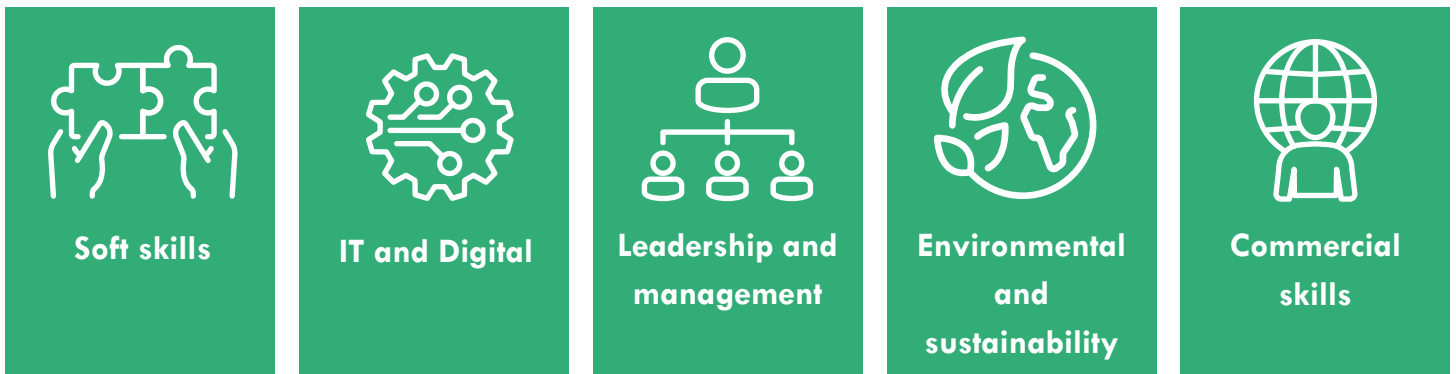 Soft skills
IT and Digital
Leadership and
management
Environmental
and
sustainability
Commercial
skills